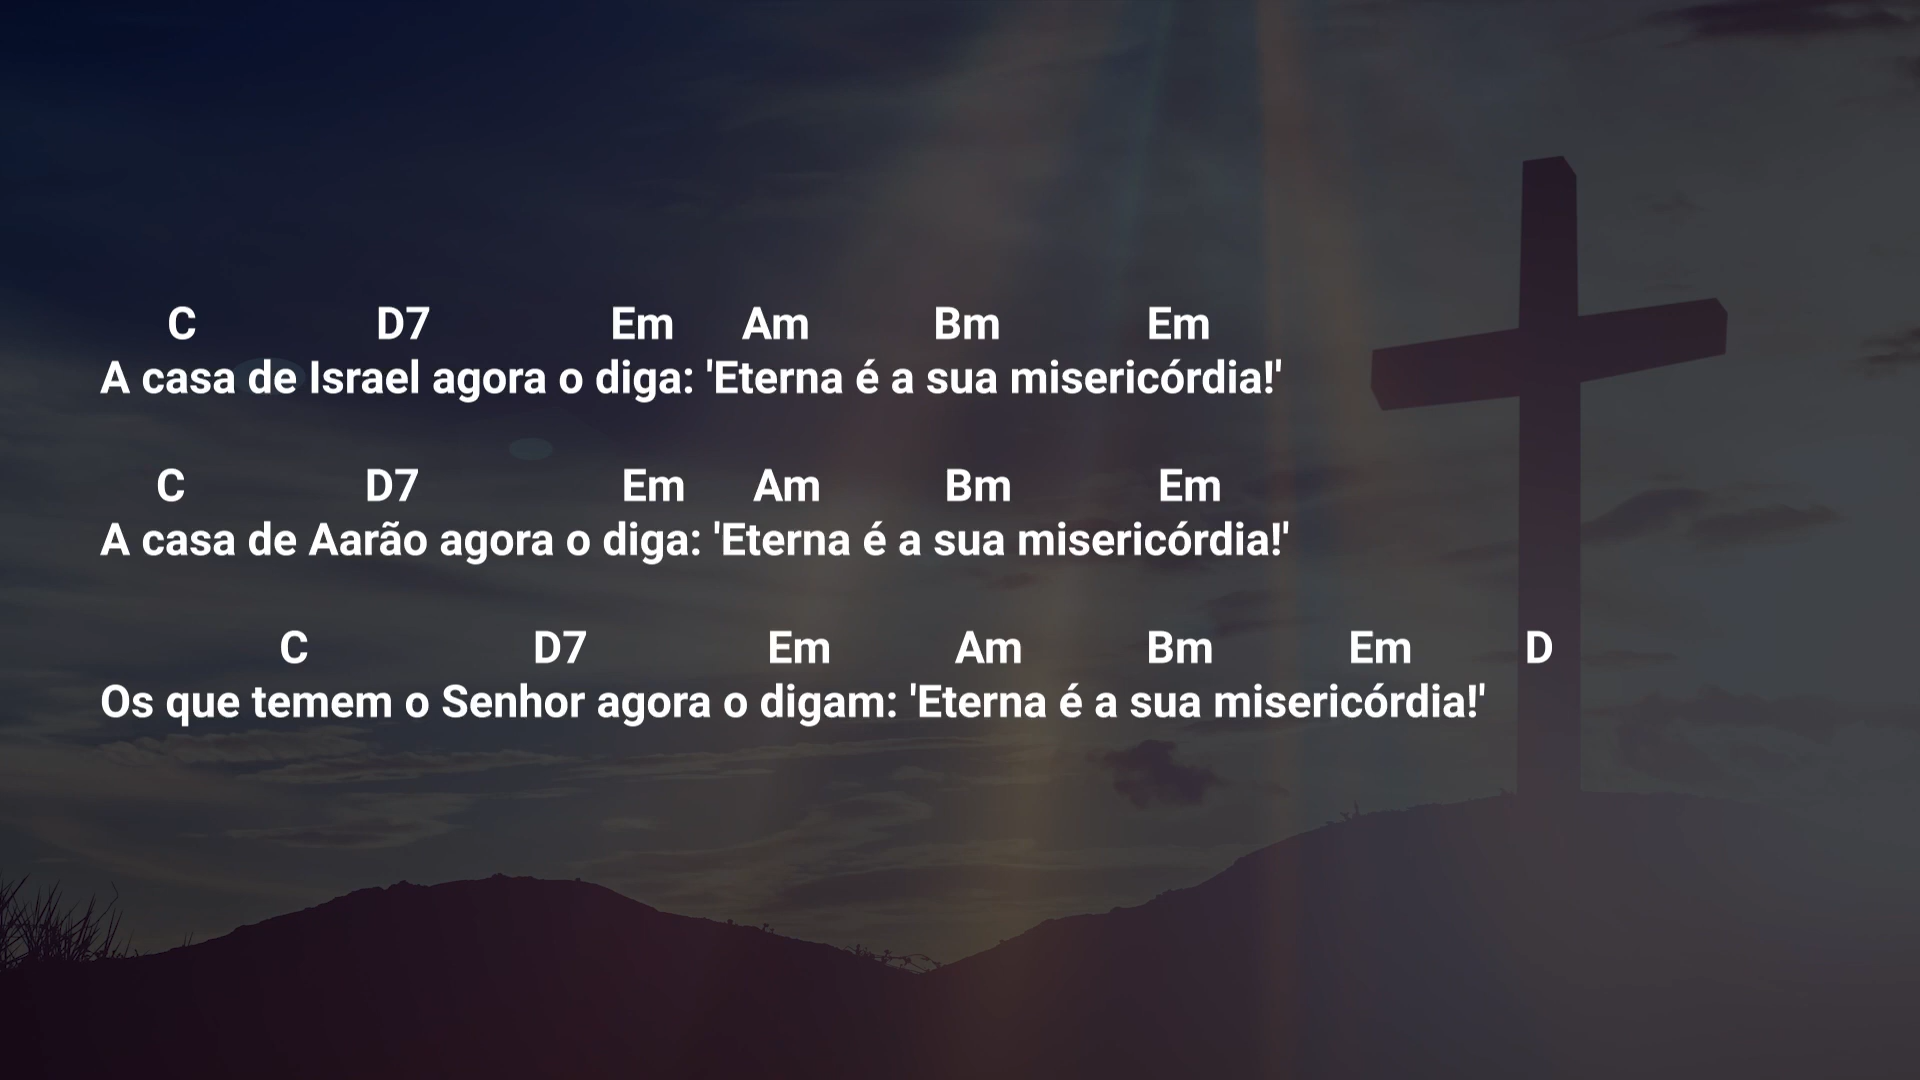 C D7 Em Am Bm Em
A casa de Israel agora o diga: 'Eterna é a sua misericórdia!'
C D7 Em Am Bm Em
A casa de Aarão agora o diga: 'Eterna é a sua misericórdia!'
C D7 Em Am Bm Em D
Os que temem o Senhor agora o digam: 'Eterna é a sua misericórdia!'